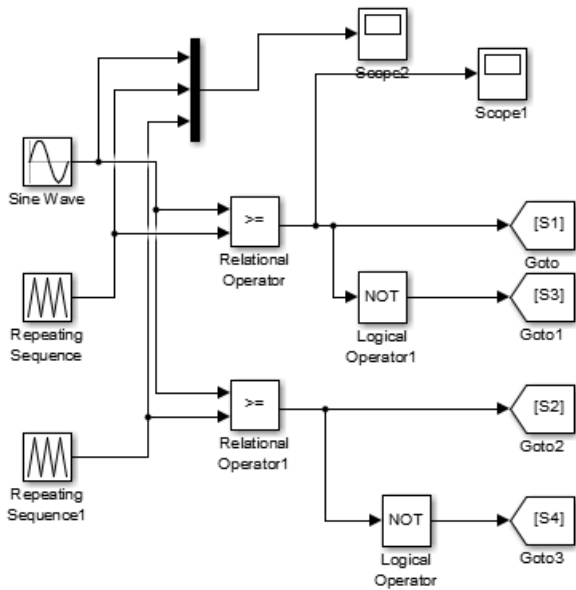 Scope2
Scope1
Sine Wave
>=
Relational
Operator
[S1]
Goto
Repeating
Sequence
NOT
Logical
Operator1
[S3]
Goto1
>=
Relational
Operator1
[S2]
Goto2
Repeating
Sequence1
NOT
Logical
Operator
[S4]
Goto3